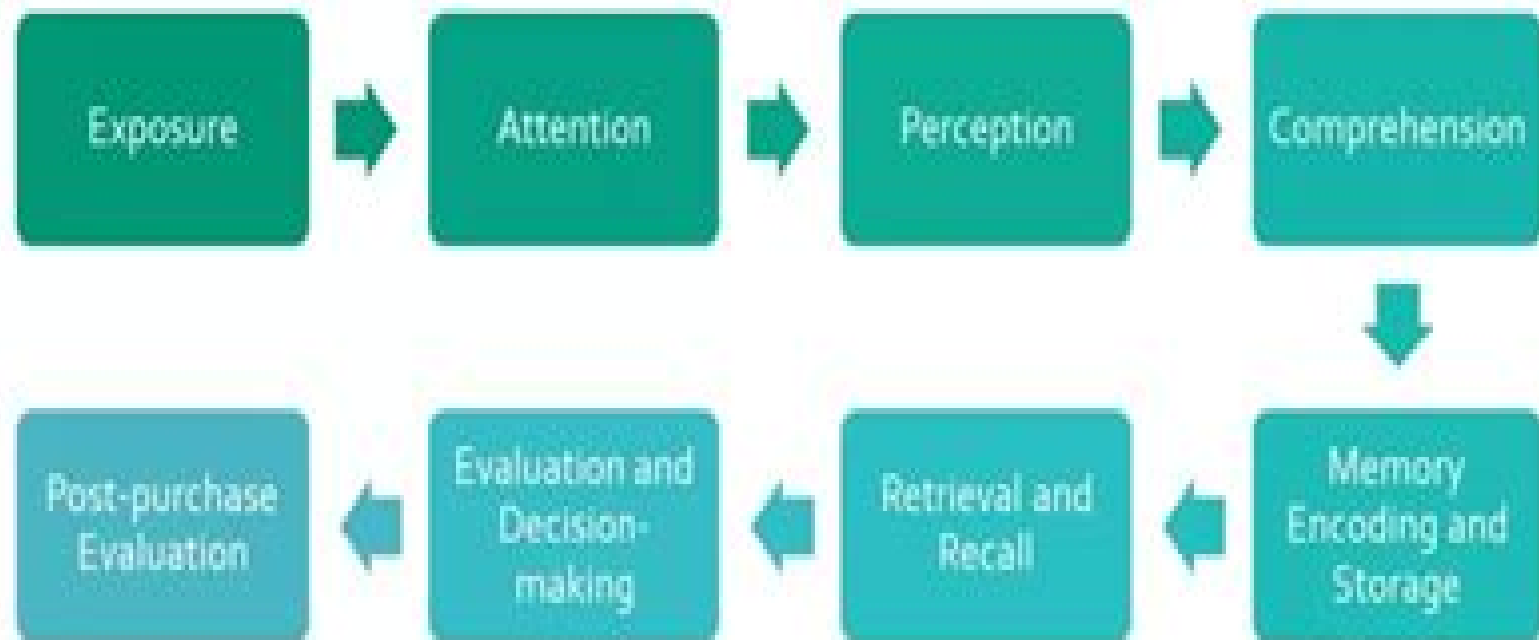 Exposure
Attention
Perception
Comprehension
Memory
Encoding and
Storage
Retrieval and
Recall
Evaluation and
Decision-
making
Post-purchase
Evaluation